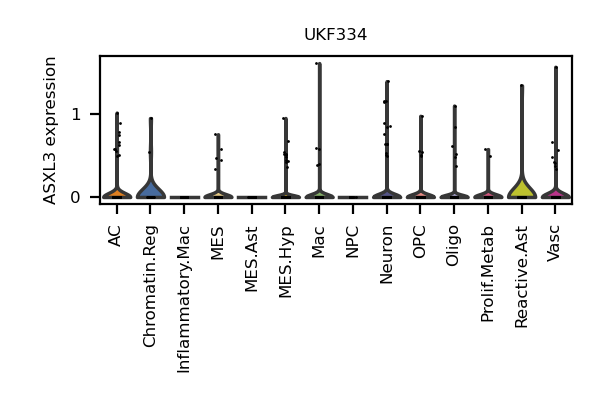 UKF334
ASXL3 expression
1
0
AC
Chromatin.Reg
Inflammatory.Mac
MES
MES.Ast
MES.Hyp
Mac
NPC
Neuron
OPC
Oligo
Prolif.Metab
Reactive.Ast
Vasc